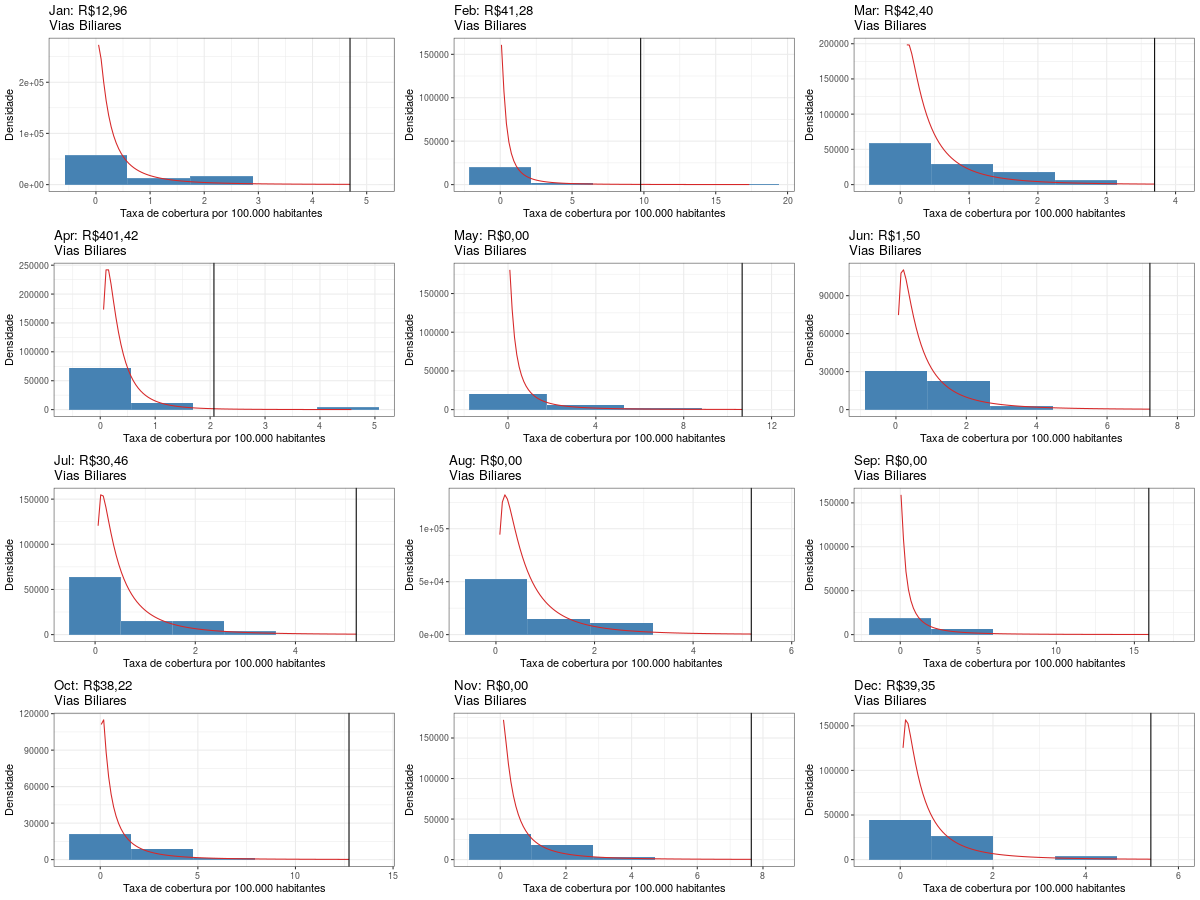 Jan: R$12,96
Vias Biliares
Densidade
2e+05
1e+05
0e+00
0 1 2 3 4 5
Taxa de cobertura por 100.000 habitantes
Feb: R$41,28
Vias Biliares
Densidade
150000
100000
50000
0
0 5 10 15 20
Taxa de cobertura por 100.000 habitantes
Mar: R$42,40
Vias Biliares
Densidade
200000
150000
100000
50000
0
0 1 2 3 4
Taxa de cobertura por 100.000 habitantes
Apr: R$401,42
Vias Biliares
Densidade
250000
200000
150000
100000
50000
0
0 1 2 3 4 5
Taxa de cobertura por 100.000 habitantes
May: R$0,00
Vias Biliares
Densidade
150000
100000
50000
0
0 4 8 12
Taxa de cobertura por 100.000 habitantes
Jun: R$1,50
Vias Biliares
Densidade
90000
60000
30000
0
0 2 4 6 8
Taxa de cobertura por 100.000 habitantes
Jul: R$30,46
Vias Biliares
Densidade
150000
100000
50000
0
0 2 4
Taxa de cobertura por 100.000 habitantes
Aug: R$0,00
Vias Biliares
Densidade
1e+05
5e+04
0e+00
0 2 4 6
Taxa de cobertura por 100.000 habitantes
Sep: R$0,00
Vias Biliares
Densidade
150000
100000
50000
0
0 5 10 15
Taxa de cobertura por 100.000 habitantes
Oct: R$38,22
Vias Biliares
Densidade
120000
90000
60000
30000
0
0 5 10 15
Taxa de cobertura por 100.000 habitantes
Nov: R$0,00
Vias Biliares
Densidade
150000
100000
50000
0
0 2 4 6 8
Taxa de cobertura por 100.000 habitantes
Dec: R$39,35
Vias Biliares
Densidade
150000
100000
50000
0
0 2 4 6
Taxa de cobertura por 100.000 habitantes